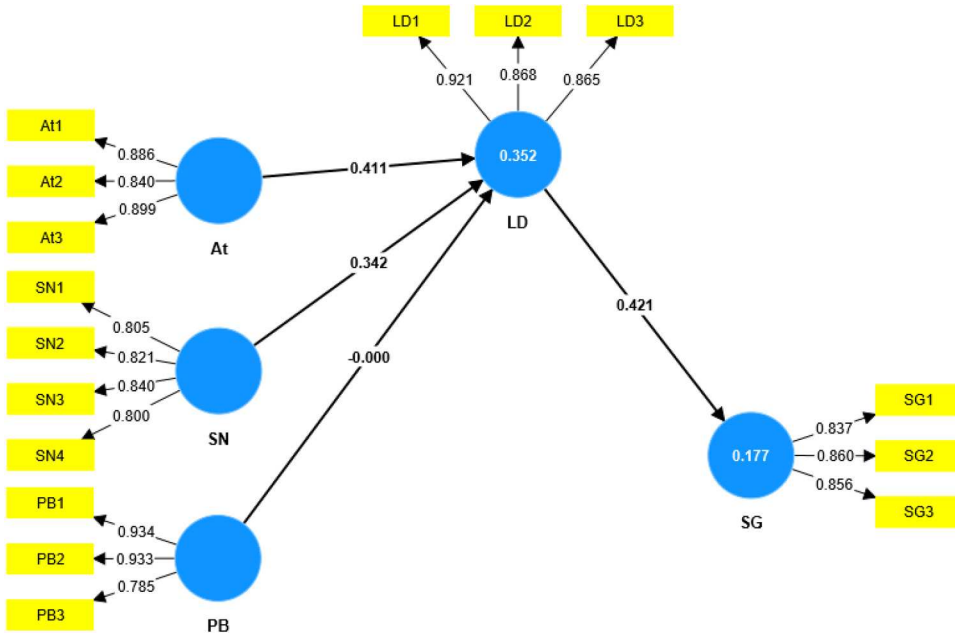 LD1
LD2
LD3
0.921
0.868
0.865
At1
At2
At3
0.886
0.840
0.899
At
0.411
0.352
LD
SN1
SN2
SN3
SN4
0.805
0.821
0.840
0.800
SN
0.342
-0.000
0.421
PB1
PB2
PB3
0.934
0.933
0.785
PB
0.177
SG
0.837
0.860
0.856
SG1
SG2
SG3